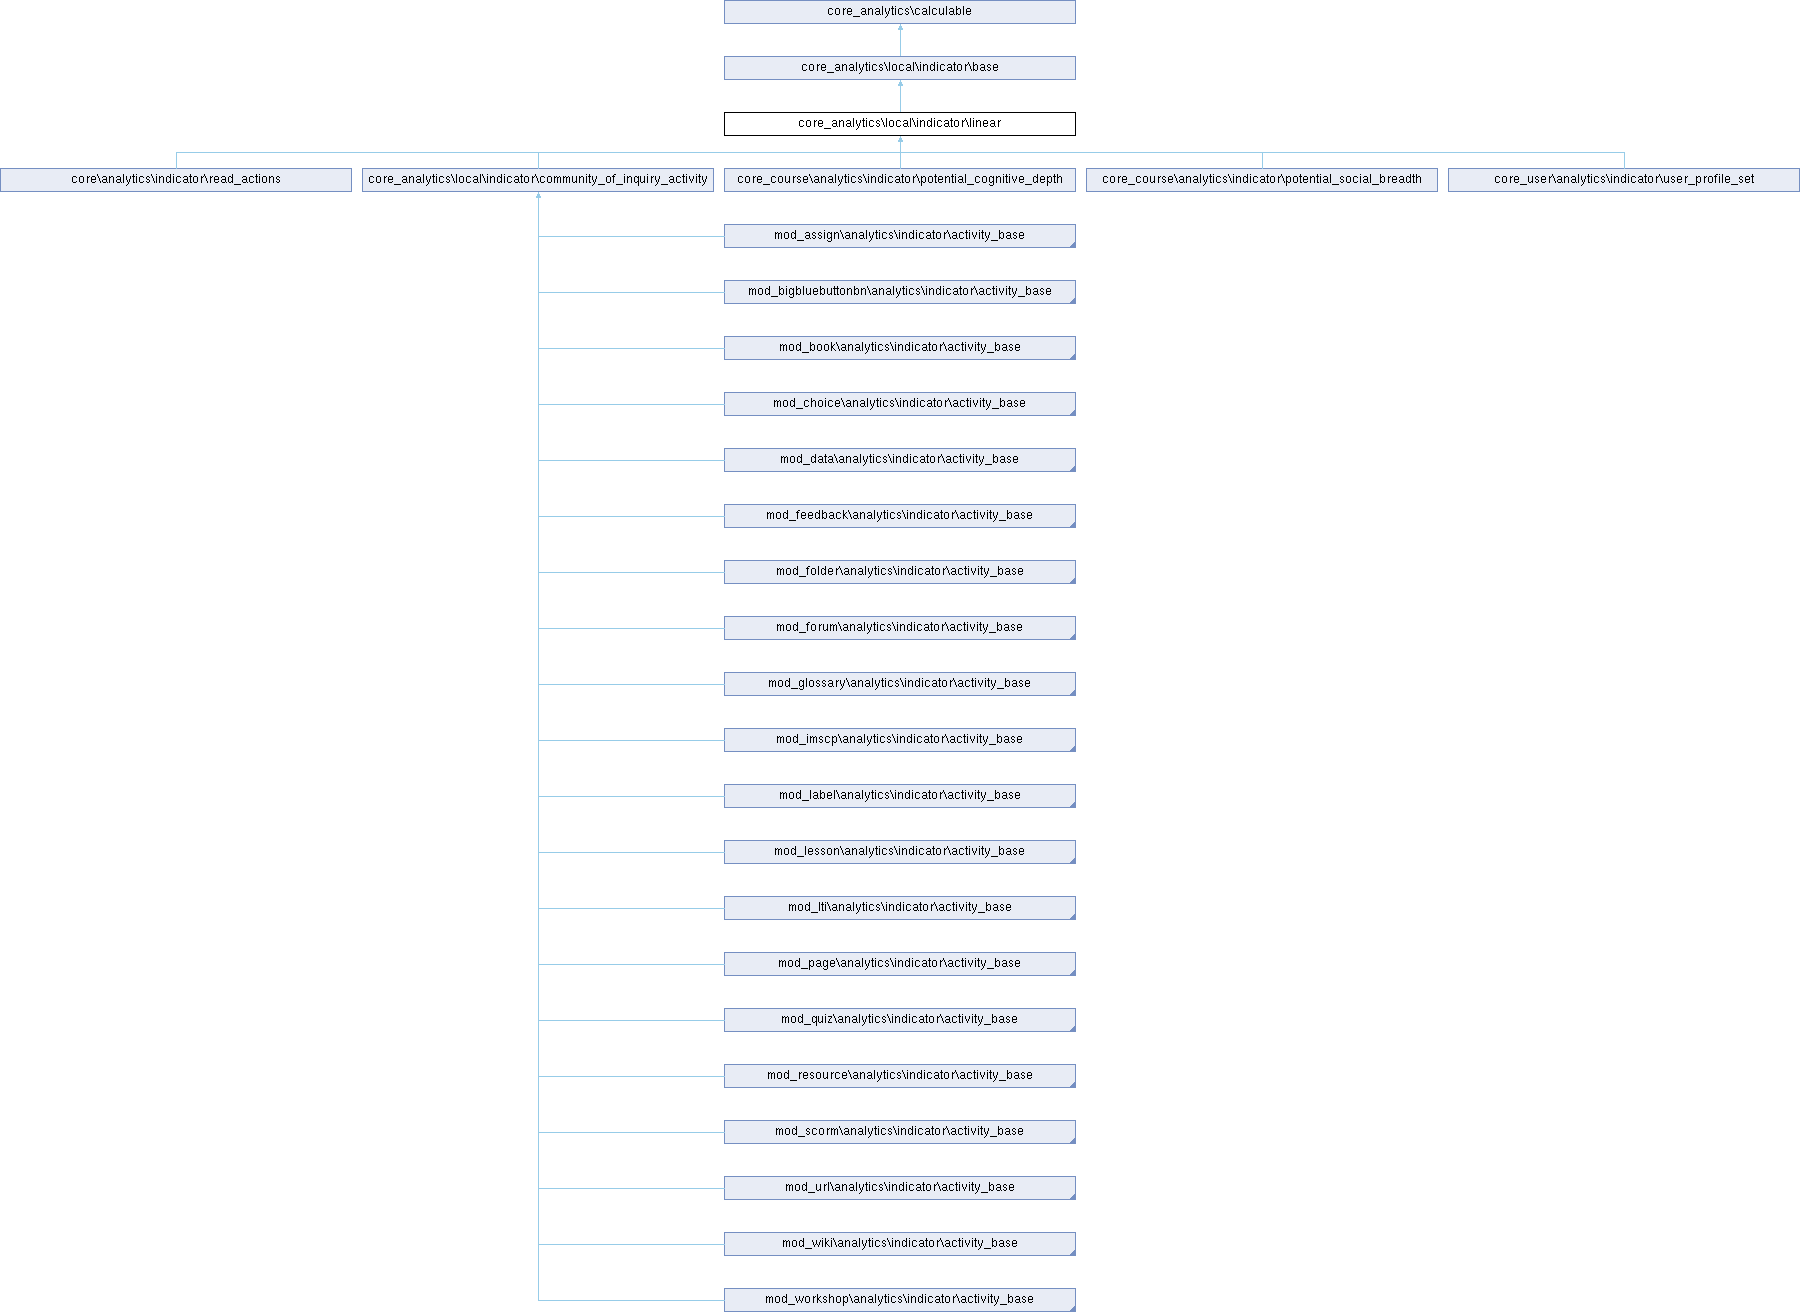 core_analytics\calculable
core_analytics\local\indicator\base
core_analytics\local\indicator\linear
core\analytics\indicator\read_actions
core_analytics\local\indicator\community_of_inquiry_activity
core_course\analytics\indicator\potential_cognitive_depth
core_course\analytics\indicator\potential_social_breadth
core_user\analytics\indicator\user_profile_set
mod_assign\analytics\indicator\activity_base
mod_bigbluebuttonbn\analytics\indicator\activity_base
mod_book\analytics\indicator\activity_base
mod_choice\analytics\indicator\activity_base
mod_data\analytics\indicator\activity_base
mod_feedback\analytics\indicator\activity_base
mod_folder\analytics\indicator\activity_base
mod_forum\analytics\indicator\activity_base
mod_glossary\analytics\indicator\activity_base
mod_imscp\analytics\indicator\activity_base
mod_label\analytics\indicator\activity_base
mod_lesson\analytics\indicator\activity_base
mod_lti\analytics\indicator\activity_base
mod_page\analytics\indicator\activity_base
mod_quiz\analytics\indicator\activity_base
mod_resource\analytics\indicator\activity_base
mod_scorm\analytics\indicator\activity_base
mod_url\analytics\indicator\activity_base
mod_wiki\analytics\indicator\activity_base
mod_workshop\analytics\indicator\activity_base